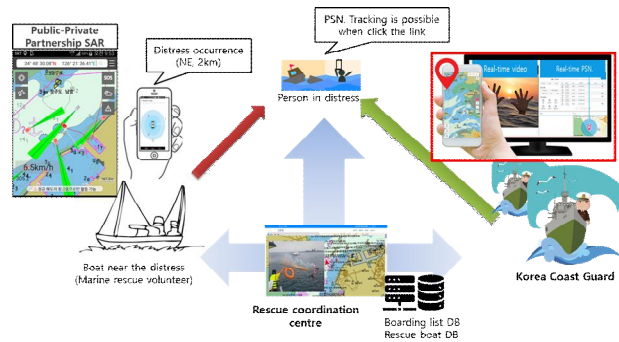 Public-Private
Partnership SAR
Distress occurrence
(NE, 2km)
PSN. Tracking is possible
when click the link
SOS
6.5km/h
Person in distress
Real-time video
Real-time PSN
Boat near the distress
(Marine rescue volunteer)
Rescue coordination
centre
Boarding list DB
Rescue boat DB
Korea Coast Guard